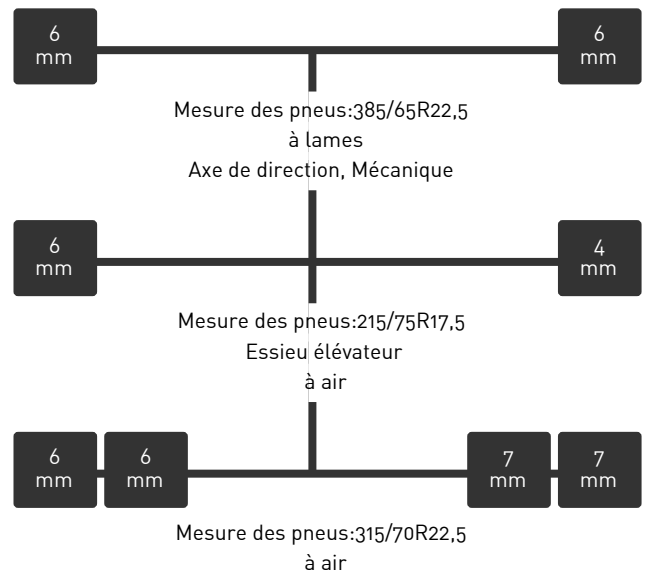 6 mm
6 mm
Mesure des pneus:385/65R22,5
à lames
Axe de direction, Mécanique
6 mm
4 mm
Mesure des pneus:215/75R17,5
Essieu élévateur
à air
6 mm
6 mm
7 mm
7 mm
Mesure des pneus:315/70R22,5
à air